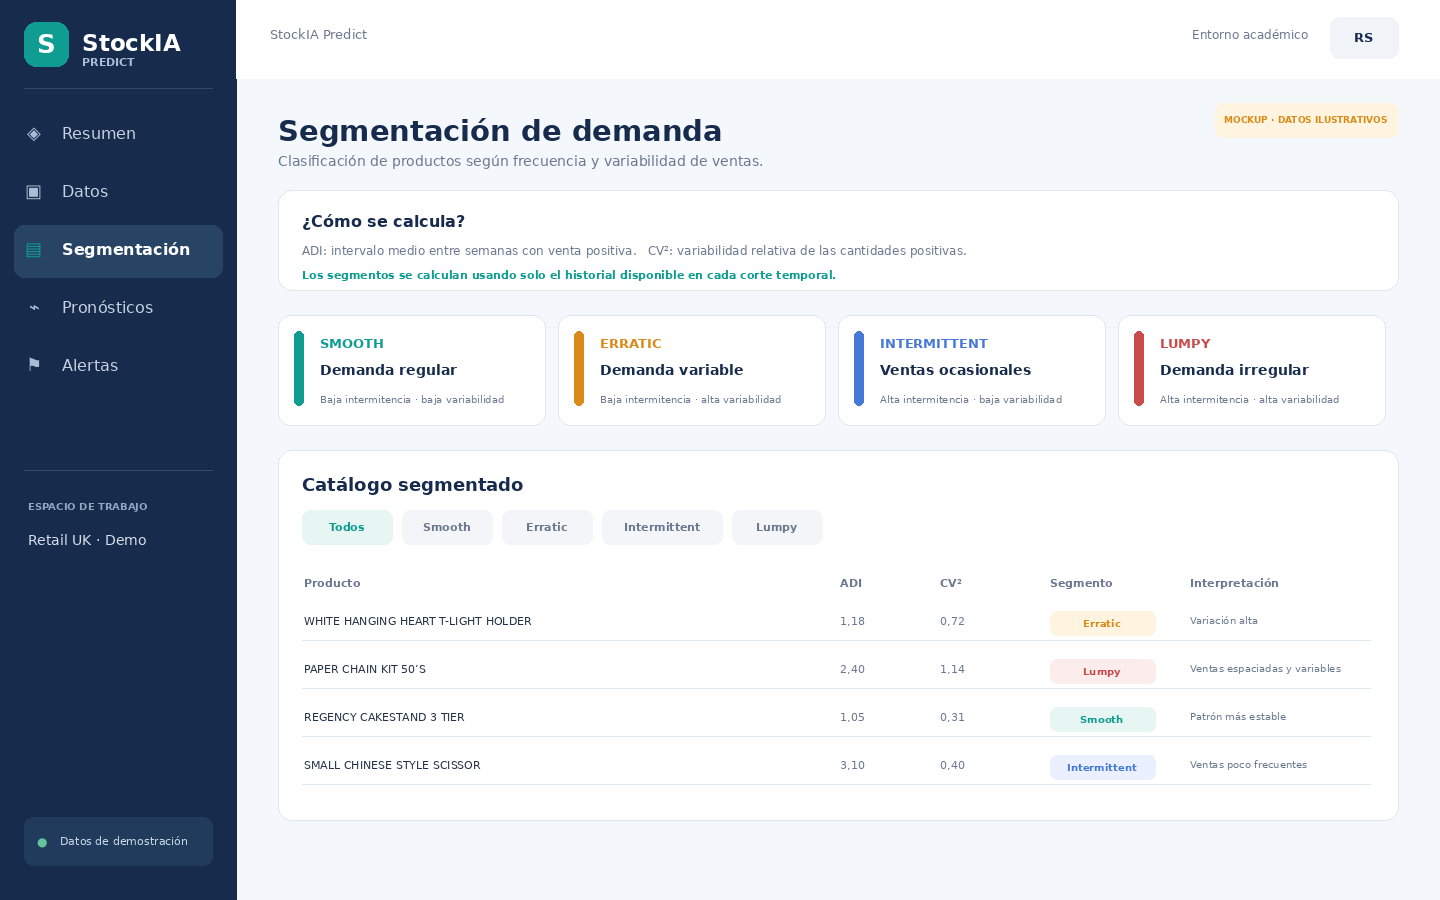 S StockIA
PREDICT
Resumen
Datos
Segmentación
Pronósticos
Alertas
ESPACIO DE TRABAJO
Retail UK · Demo
Datos de demostración
StockIA Predict
Entorno académico
RS
Segmentación de demanda
MOCKUP · DATOS ILUSTRATIVOS
Clasificación de productos según frecuencia y variabilidad de ventas.
¿Cómo se calcula?
ADI: intervalo medio entre semanas con venta positiva. CV²: variabilidad relativa de las cantidades positivas.
Los segmentos se calculan usando solo el historial disponible en cada corte temporal.
SMOOTH
Demanda regular
Baja intermitencia · baja variabilidad
ERRATIC
Demanda variable
Baja intermitencia · alta variabilidad
INTERMITTENT
Ventas ocasionales
Alta intermitencia · baja variabilidad
LUMPY
Demanda irregular
Alta intermitencia · alta variabilidad
Catálogo segmentado
Todos Smooth Erratic Intermittent Lumpy
Producto ADI CV² Segmento Interpretación
WHITE HANGING HEART T-LIGHT HOLDER 1,18 0,72 Erratic Variación alta
PAPER CHAIN KIT 50’S 2,40 1,14 Lumpy Ventas espaciadas y variables
REGENCY CAKESTAND 3 TIER 1,05 0,31 Smooth Patrón más estable
SMALL CHINESE STYLE SCISSOR 3,10 0,40 Intermittent Ventas poco frecuentes